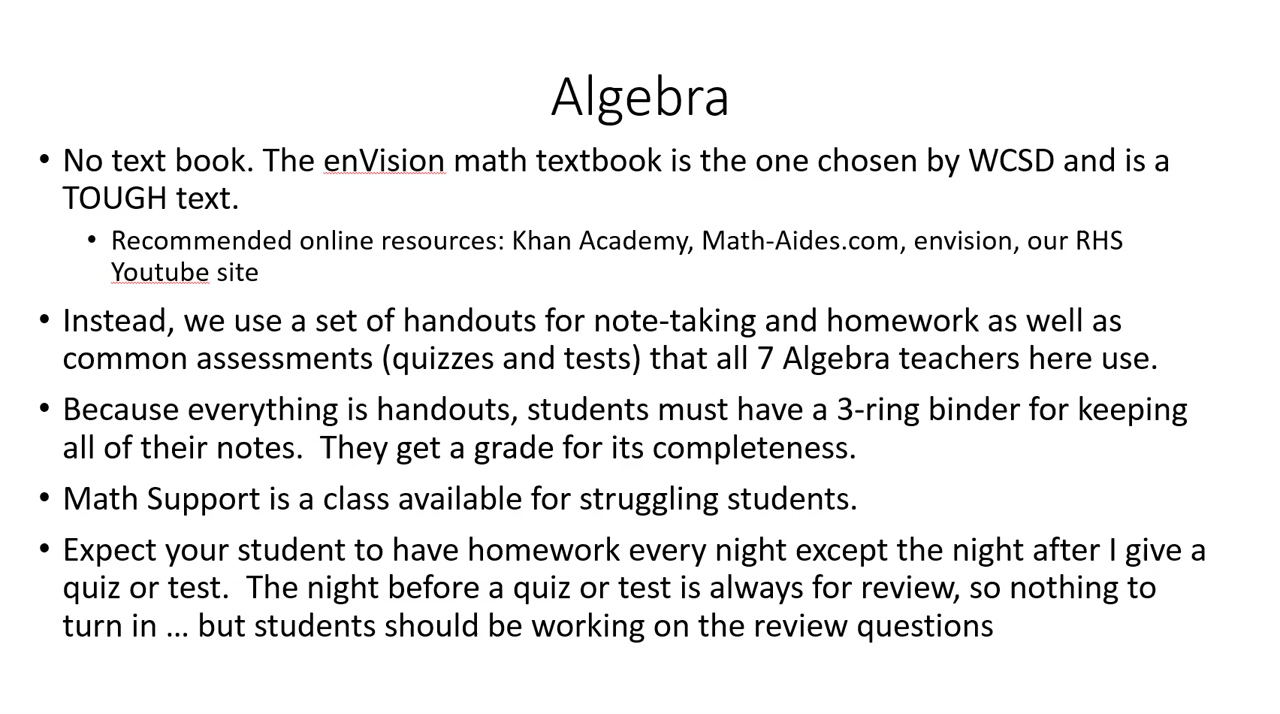 Algebra
• No text book. The enVision math textbook is the one chosen by WCSD and is a
TOUGH text.
• Recommended online resources: Khan Academy, Math-Aides.com, envision, our RHS
Youtube site
• Instead, we use a set of handouts for note-taking and homework as well as
common assessments (quizzes and tests) that all 7 Algebra teachers here use.
• Because everything is handouts, students must have a 3-ring binder for keeping
all of their notes.  They get a grade for its completeness.
• Math Support is a class available for struggling students.
• Expect your student to have homework every night except the night after I give a
quiz or test.  The night before a quiz or test is always for review, so nothing to
turn in … but students should be working on the review questions